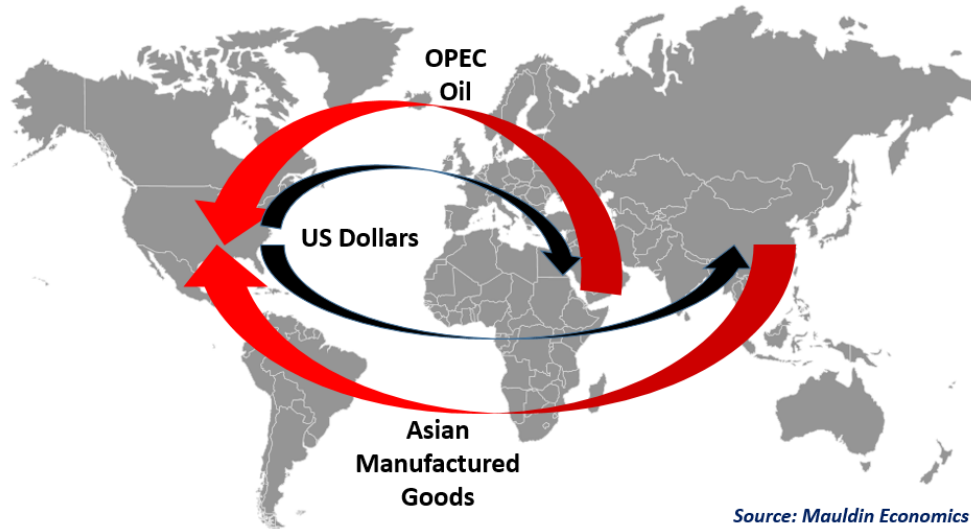 OPEC
Oil
US Dollars
Asian
Manufactured
Goods
Source: Mauldin Economics